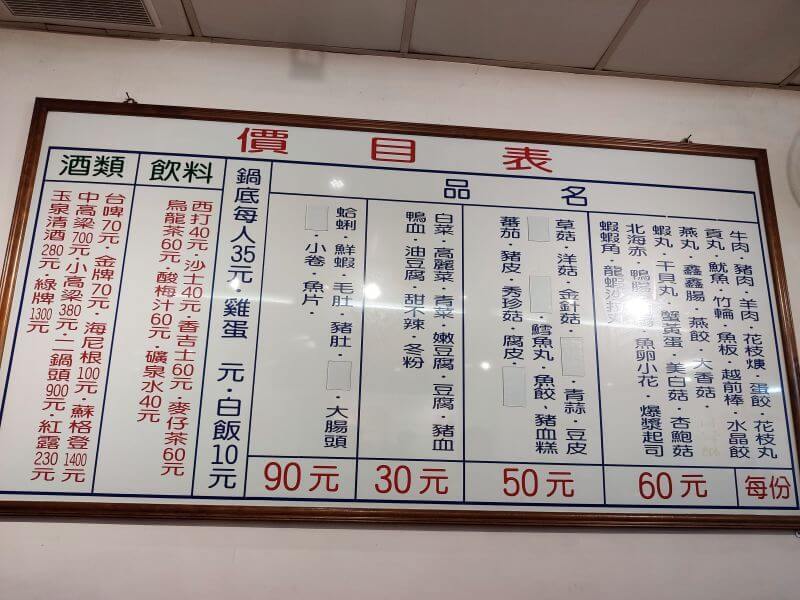 價目表
品名
每份
牛肉‧豬肉‧羊肉‧花枝焿‧蛋餃‧花枝丸
貢丸‧魷魚‧竹輪‧魚板‧越前棒‧水晶餃
燕丸‧鑫鑫腸‧燕餃‧大香菇‧
蝦丸‧干貝丸‧蟹黃蛋‧美白菇‧杏鮑菇
北海赤‧鴨腸‧魚卵小花‧爆漿起司
蝦蝦角‧龍蝦沙拉
60元
草菇‧洋菇‧金針菇‧ ‧青蒜‧豆皮
‧ ‧鱈魚丸‧魚餃‧豬血糕
蕃茄‧豬皮‧秀珍菇‧腐皮‧
50元
白菜‧高麗菜‧青菜‧嫩豆腐‧豆腐‧豬血
鴨血‧油豆腐‧甜不辣‧冬粉
30元
蛤蜊‧鮮蝦‧毛肚‧豬肚‧ ‧大腸頭
‧小卷‧魚片‧
90元
鍋底每人35元‧雞蛋 元‧白飯10元
飲料
西打40元‧沙士40元‧香吉士60元‧麥仔茶60元
烏龍茶60元‧酸梅汁60元‧礦泉水40元
酒類
台啤70元‧金牌70元‧海尼根100元‧蘇格登1400元
中高梁700元‧小高梁380元‧二鍋頭900元‧紅露230元
玉泉清酒280元‧綠牌1300元